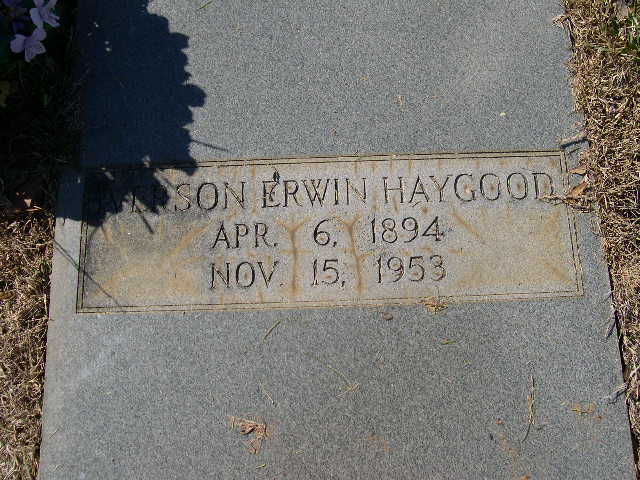 ERWIN HAYGOOD
APR. 6, 1894
NOV. 15, 1953